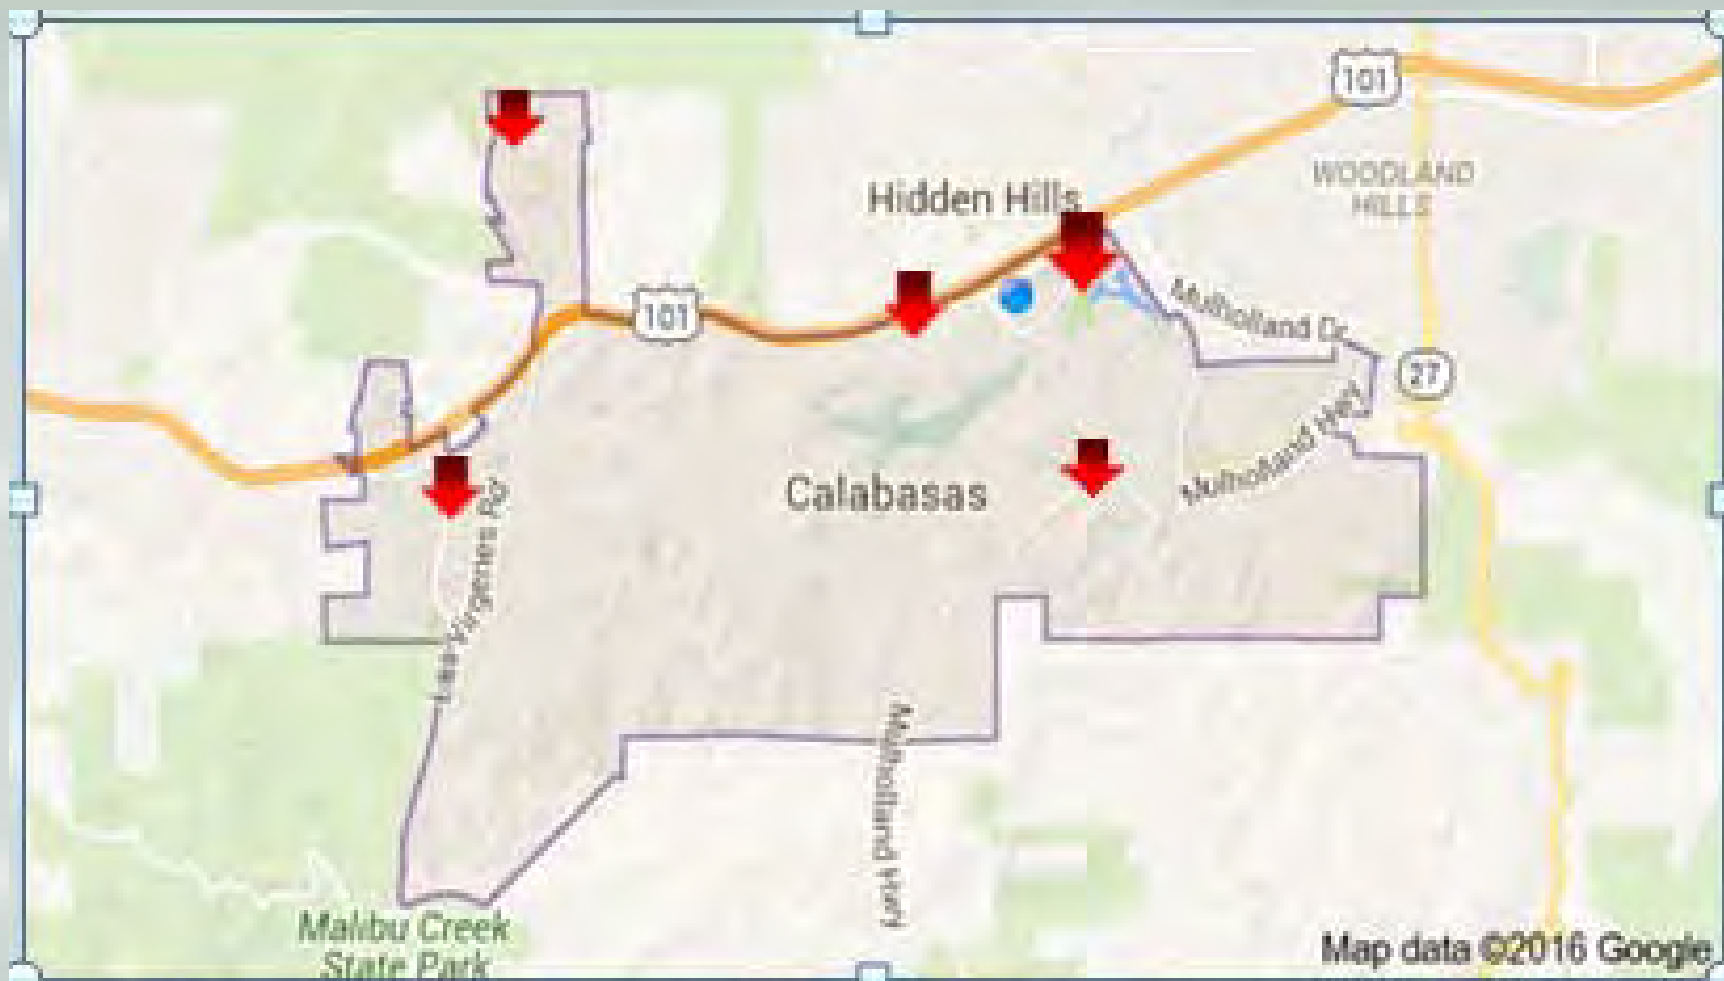 101
WOODLAND
HILLS
Hidden Hills
Mulholland Dr
101
27
Mulholland Hwy
Calabasas
Las Virgenes Rd
Mulholland Hwy
Malibu Creek
State Park
Map data ©2016 Google